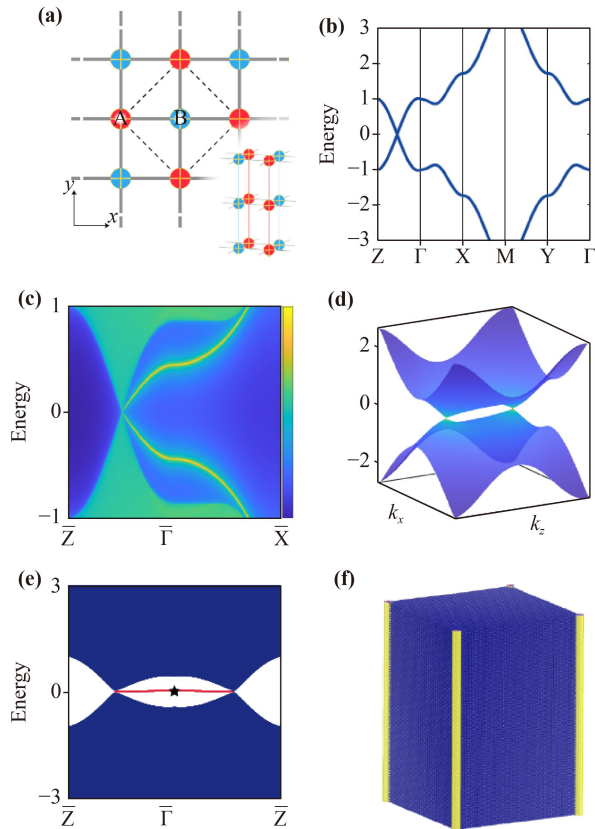 (a)
A
B
y
x
(b)
Energy
3
2
1
0
−1
−2
−3
Z Γ X M Y Γ
(c)
Energy
1
0
−1
Z̅ Γ̅ X̅
(d)
2
0
−2
kx
kz
(e)
Energy
3
0
−3
Z̅ Γ̅ Z̅
(f)